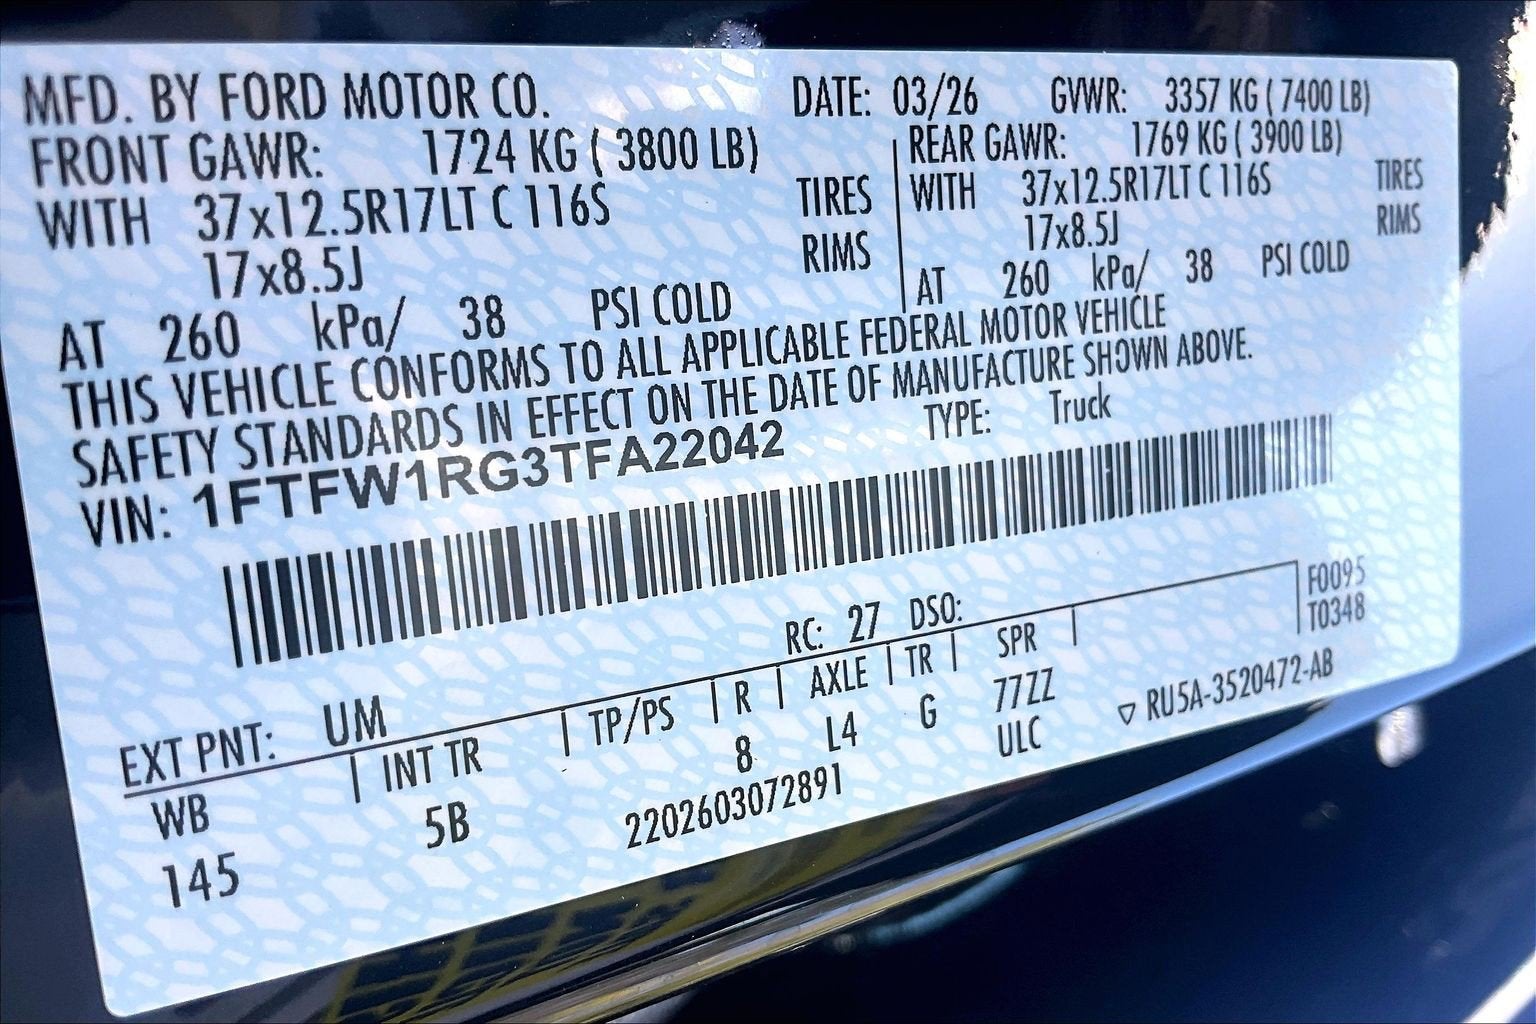 MFD. BY FORD MOTOR CO.
DATE: 03/26 GVWR: 3357 KG ( 7400 LB)
FRONT GAWR: 1724 KG ( 3800 LB)
WITH 37x12.5R17LT C 116S TIRES
17x8.5J RIMS
AT 260 kPa/ 38 PSI COLD
REAR GAWR: 1769 KG ( 3900 LB)
WITH 37x12.5R17LT C 116S TIRES
17x8.5J RIMS
AT 260 kPa/ 38 PSI COLD
THIS VEHICLE CONFORMS TO ALL APPLICABLE FEDERAL MOTOR VEHICLE
SAFETY STANDARDS IN EFFECT ON THE DATE OF MANUFACTURE SHOWN ABOVE.
VIN: 1FTFW1RG3TFA22042
TYPE: Truck
F0095
T0348
EXT PNT: UM RC: 27 DSO:
WB INT TR TP/PS R AXLE TR SPR
145 5B 8 L4 G 77ZZ
ULC
2202603072891
▽ RU5A-3520472-AB